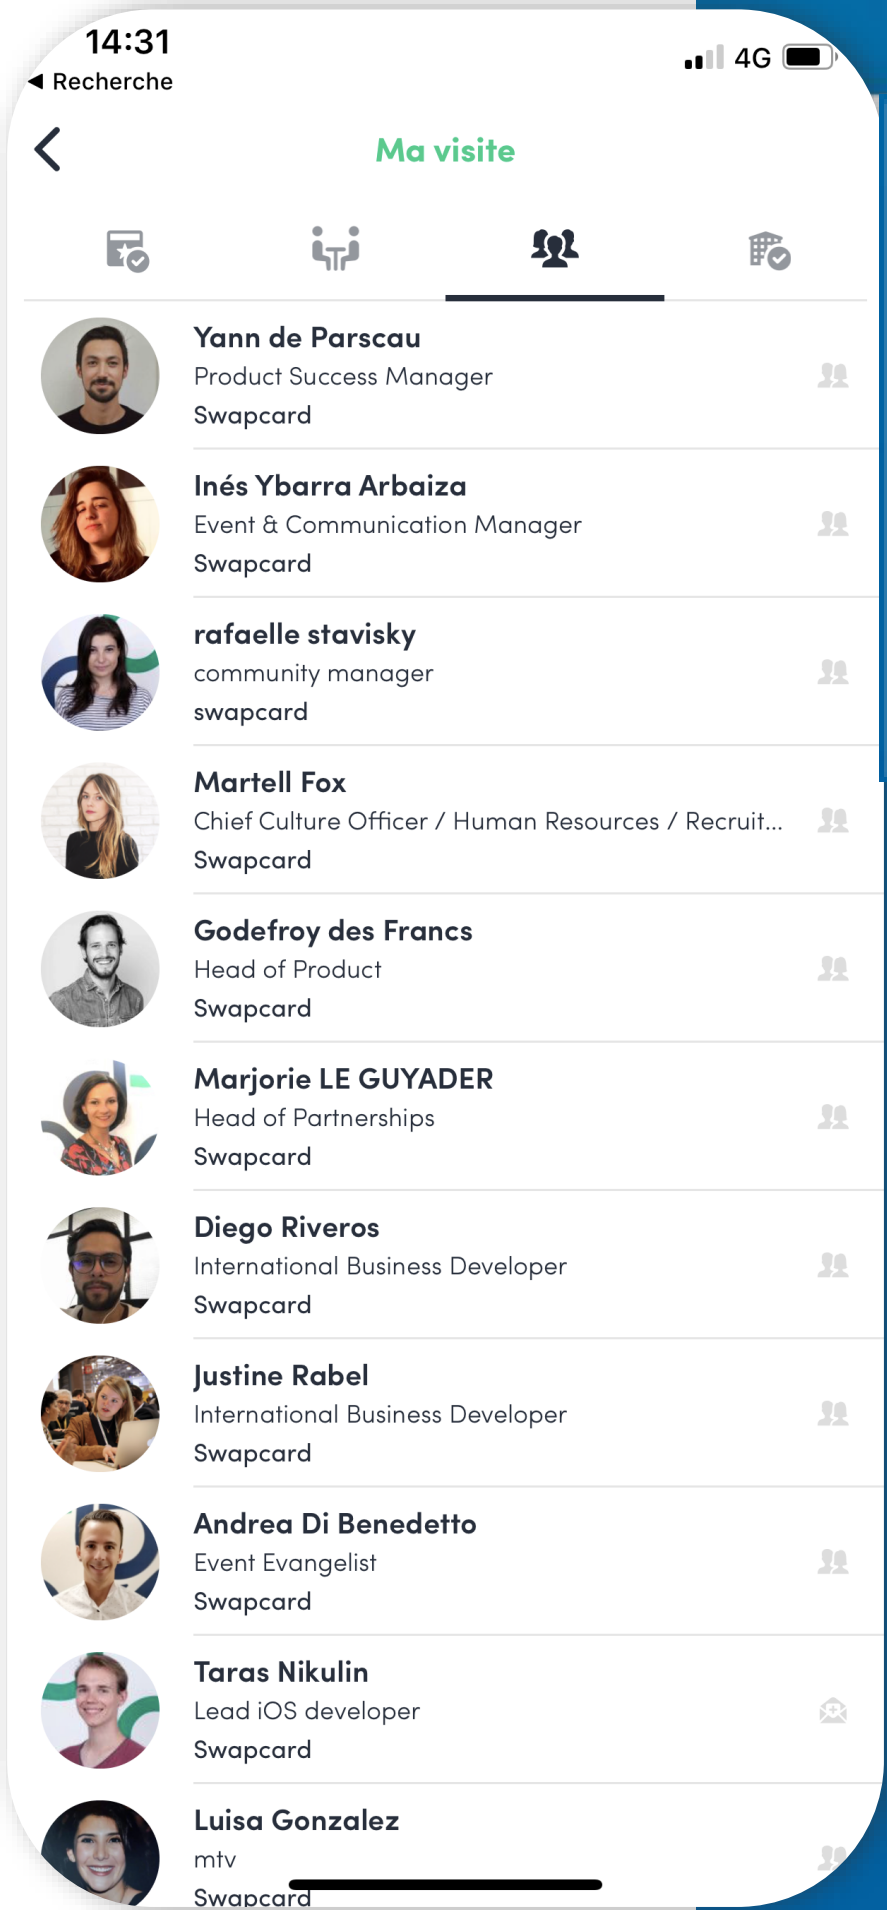 14:31
4G
◀ Recherche
Ma visite
Yann de Parscau
Product Success Manager
Swapcard
Inés Ybarra Arbaiza
Event & Communication Manager
Swapcard
rafaelle stavisky
community manager
swapcard
Martell Fox
Chief Culture Officer / Human Resources / Recruit...
Swapcard
Godefroy des Francs
Head of Product
Swapcard
Marjorie LE GUYADER
Head of Partnerships
Swapcard
Diego Riveros
International Business Developer
Swapcard
Justine Rabel
International Business Developer
Swapcard
Andrea Di Benedetto
Event Evangelist
Swapcard
Taras Nikulin
Lead iOS developer
Swapcard
Luisa Gonzalez
mtv
Swapcard